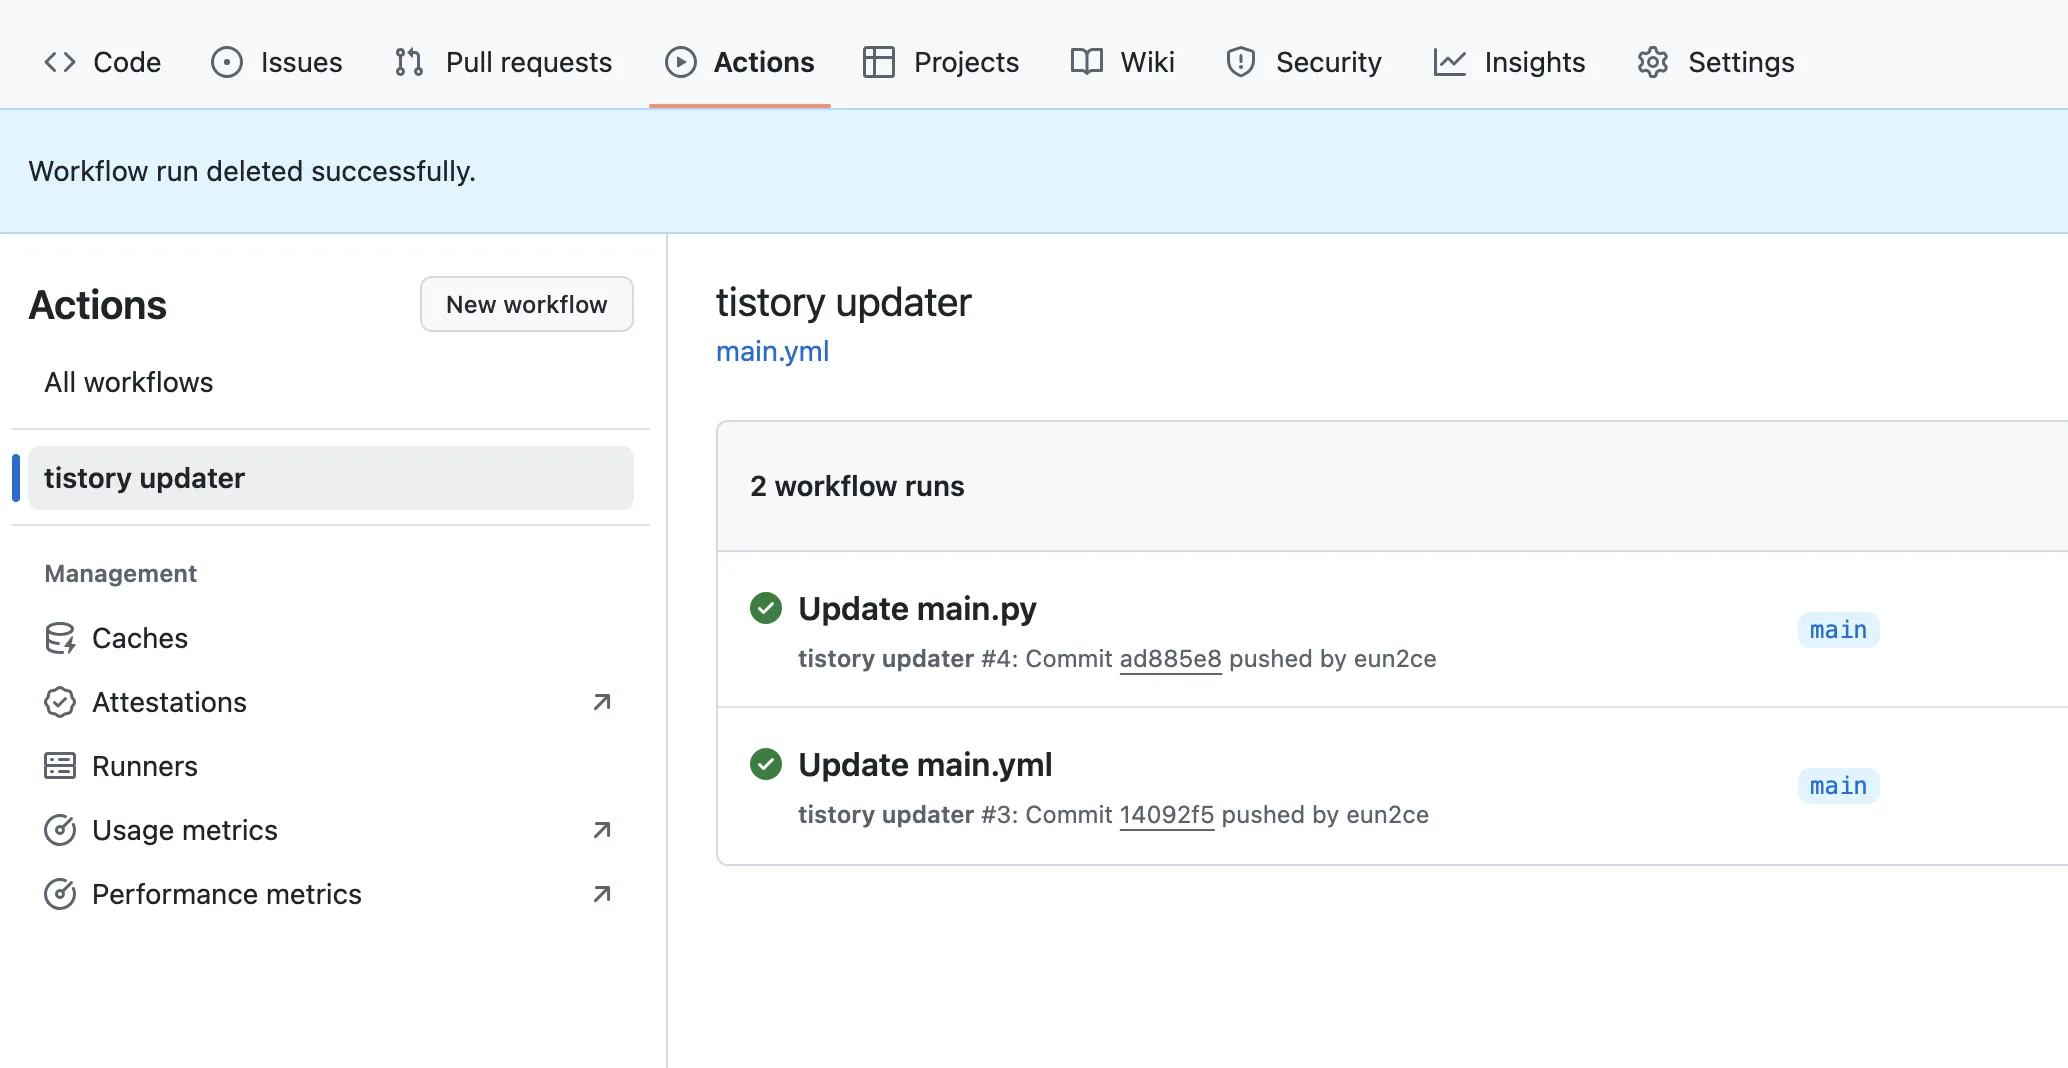 Code Issues Pull requests Actions Projects Wiki Security Insights Settings
Workflow run deleted successfully.
Actions New workflow
All workflows
tistory updater
Management
Caches
Attestations
Runners
Usage metrics
Performance metrics
tistory updater
main.yml
2 workflow runs
Update main.py
tistory updater #4: Commit ad885e8 pushed by eun2ce
main
Update main.yml
tistory updater #3: Commit 14092f5 pushed by eun2ce
main